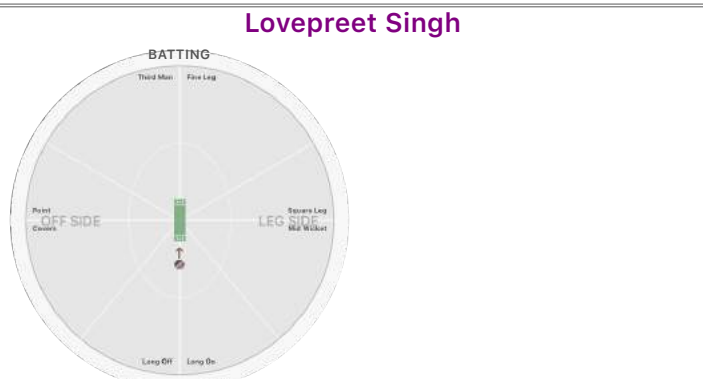 Lovepreet Singh
BATTING
Third Man Fine Leg
Point
OFF SIDE
Covers
Square Leg
LEG SIDE
Mid Wicket
Long Off Long On